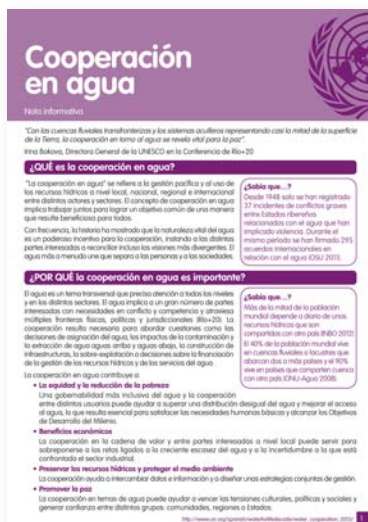 Cooperación
en agua
Nota informativa
"Con las cuencas fluviales transfronterizas y los sistemas acuíferos representando casi la mitad de la superficie
de la Tierra, la cooperación en torno al agua se revela vital para la paz"
Irina Bokova, Directora General de la UNESCO en la Conferencia de Río+20
¿QUÉ es la cooperación en agua?
"La cooperación en agua" se refiere a la gestión pacífica y al uso de
los recursos hídricos a nivel local, nacional, regional e internacional
entre distintos actores y sectores. El concepto de cooperación en agua
implica trabajar juntos para lograr un objetivo común de una manera
que resulte beneficiosa para todos.
Con frecuencia, la historia ha mostrado que la naturaleza vital del agua
es un poderoso incentivo para la cooperación, instando a las distintas
partes interesadas a reconciliar incluso las visiones más divergentes. El
agua más a menudo une que separa a las personas y a las sociedades.
¿Sabía que...?
Desde 1948 solo se han registrado
37 incidentes de conflictos graves
entre Estados ribereños
relacionados con el agua que han
implicado violencia. Durante el
mismo período se han firmado 295
acuerdos internacionales en
relación con el agua (OSU 2007).
¿POR QUÉ la cooperación en agua es importante?
El agua es un tema transversal que precisa atención a todos los niveles
y en los distintos sectores. El agua implica a un gran número de partes
interesadas con necesidades en conflicto y competencia y atraviesa
múltiples fronteras físicas, políticas y jurisdiccionales (Río+20). La
cooperación resulta necesaria para abordar cuestiones como las
decisiones de asignación del agua, los impactos de la contaminación y
la extracción de agua aguas arriba y aguas abajo, la construcción de
infraestructuras, la sobre-explotación o decisiones sobre la financiación
de la gestión de los recursos hídricos y de los servicios del agua.
¿Sabía que...?
Más de la mitad de la población
mundial depende a diario de unos
recursos hídricos que son
compartidos con otro país (INBO 2012)
El 40% de la población mundial vive
en cuencas fluviales o lacustres que
abarcan dos o más países y el 90%
vive en países que comparten cuenca
con otro país (ONU-Agua 2008).
La cooperación en agua contribuye a:
• La equidad y la reducción de la pobreza
Una gobernabilidad más inclusiva del agua y la cooperación
entre distintos usuarios puede ayudar a superar una distribución desigual del agua y mejorar el acceso
al agua, lo que resulta esencial para satisfacer las necesidades humanas básicas y alcanzar los Objetivos
de Desarrollo del Milenio.
• Beneficios económicos
La cooperación en la cadena de valor y entre partes interesadas a nivel local puede servir para
sobreponerse a los retos ligados a la creciente escasez del agua y a la incertidumbre a la que está
confrontada el sector industrial.
• Preservar los recursos hídricos y proteger el medio ambiente
La cooperación ayuda a intercambiar datos e información y a diseñar unas estrategias conjuntas de gestión.
• Promover la paz
La cooperación en temas de agua puede ayudar a vencer las tensiones culturales, políticas y sociales y
generar confianza entre distintos grupos: comunidades, regiones o Estados.
1